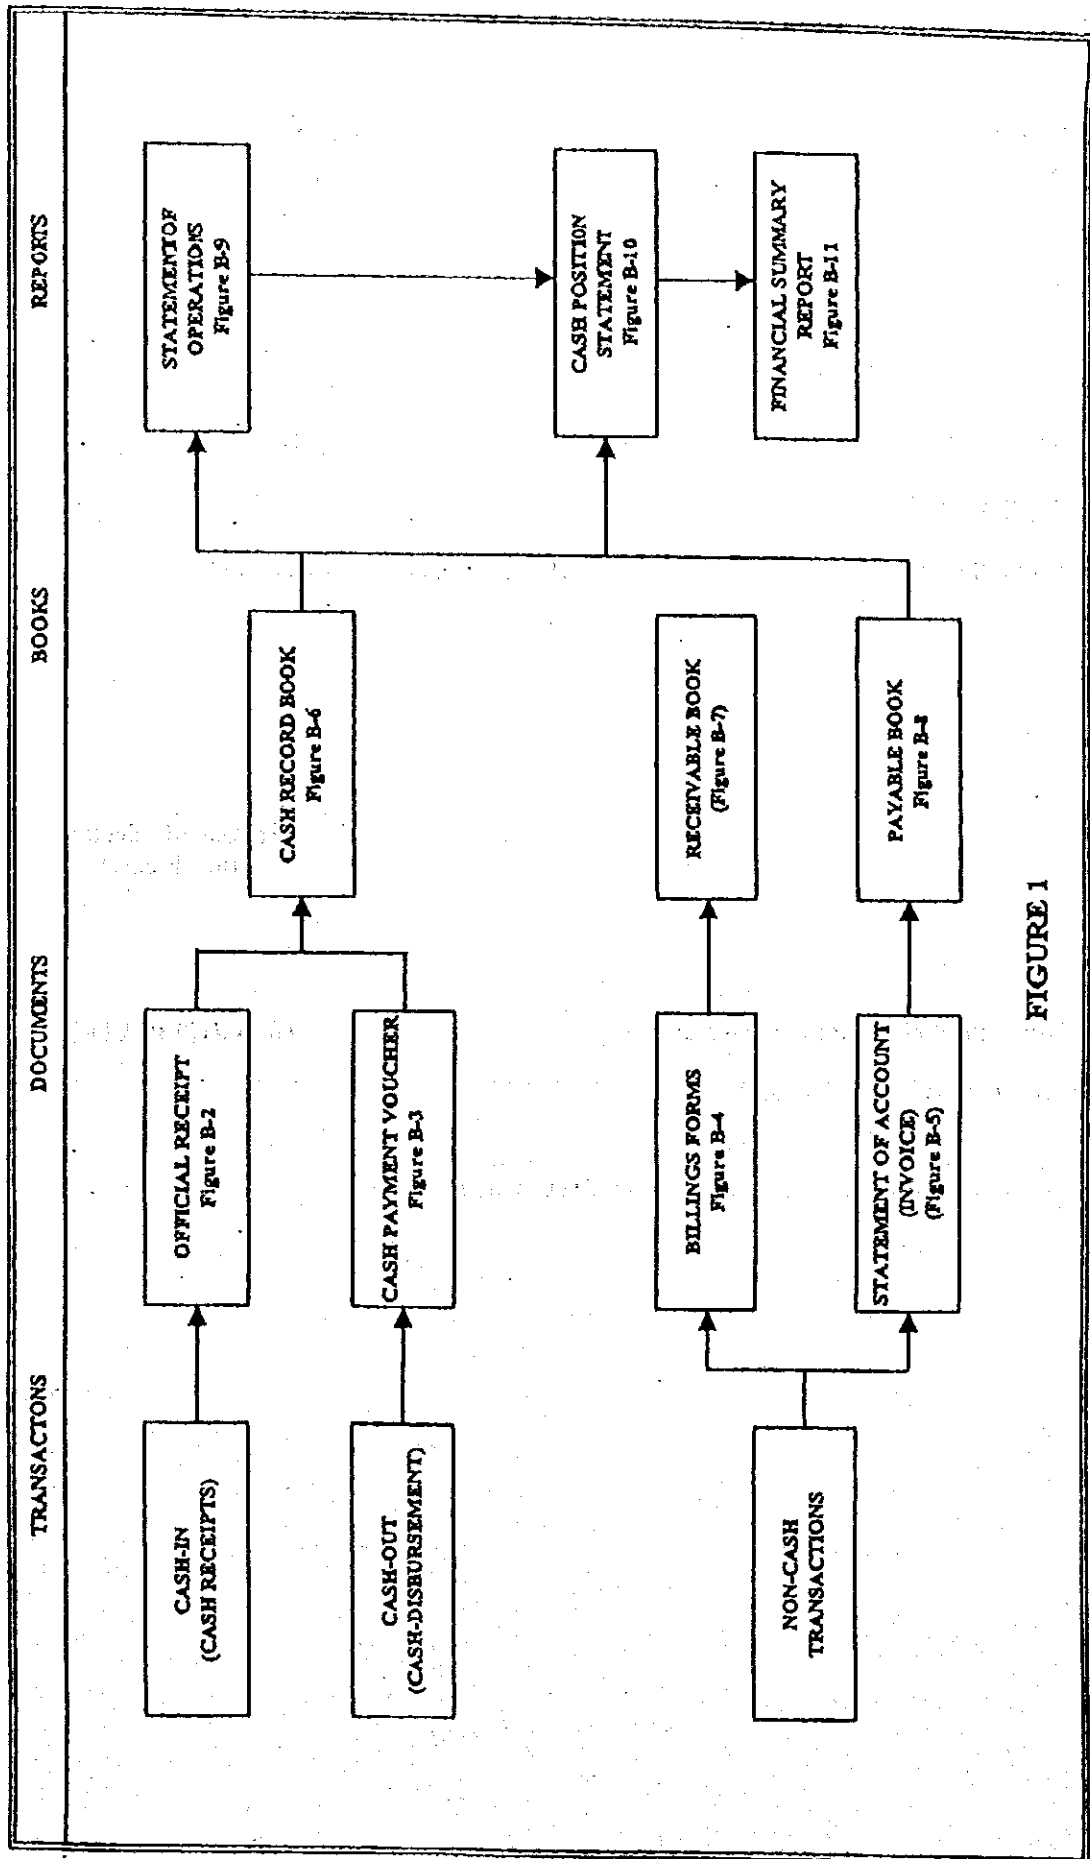 TRANSACTONS
DOCUMENTS
BOOKS
REPORTS
CASH-IN
(CASH RECEIPTS)
OFFICIAL RECEIPT
Figure B-2
CASH-OUT
(CASH-DISBURSEMENT)
CASH PAYMENT VOUCHER
Figure B-3
CASH RECORD BOOK
Figure B-6
STATEMENTOF
OPERATIONS
Figure B-9
CASH POSITION
STATEMENT
Figure B-10
NON-CASH
TRANSACTIONS
BILLINGS FORMS
Figure B-4
RECEIVABLE BOOK
(Figure B-7)
FINANCIAL SUMMARY
REPORT
Figure B-11
STATEMENT OF ACCOUNT
(INVOICE)
(Figure B-5)
PAYABLE BOOK
Figure B-8
FIGURE 1